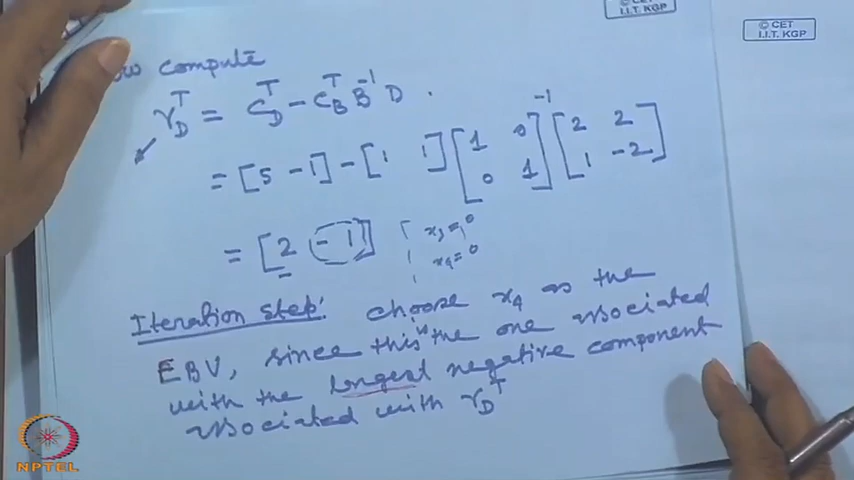 © CET
I.I.T. KGP
© CET
I.I.T. KGP
compute
r_D^T = C_D^T - C_B^T B^-1 D .
= [5 -1] - [1 1] [1 0; 0 1]^-1 [2 2; 1 -2]
= [2 -1] x_3=0
x_4=0
Iteration step: choose x_4 as the
EBV, since this is the one associated
with the longest negative component
associated with r_D^T
NPTEL